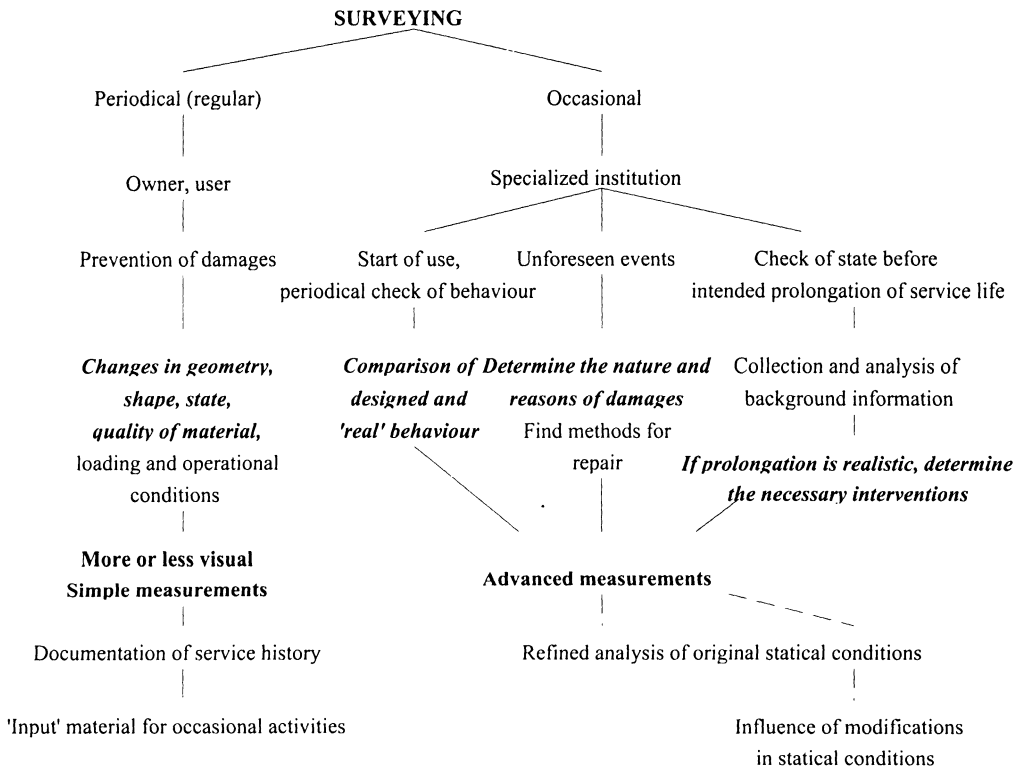 SURVEYING
Periodical (regular)
Occasional
Owner, user
Specialized institution
Prevention of damages
Start of use,
periodical check of behaviour
Unforeseen events
Check of state before
intended prolongation of service life
Changes in geometry,
shape, state,
quality of material,
loading and operational
conditions
Comparison of
designed and
'real' behaviour
Determine the nature and
reasons of damages
Find methods for
repair
Collection and analysis of
background information
If prolongation is realistic, determine
the necessary interventions
More or less visual
Simple measurements
Advanced measurements
Documentation of service history
Refined analysis of original statical conditions
'Input' material for occasional activities
Influence of modifications
in statical conditions